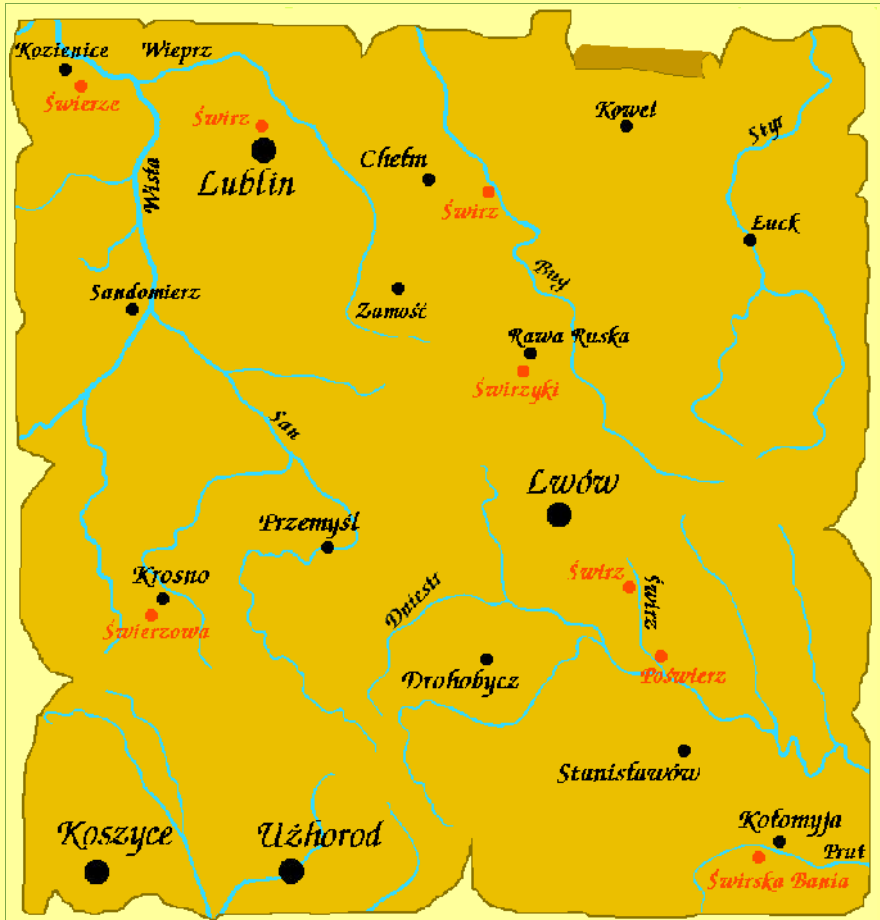 Kozienice
Wieprz
Świerze
Świrz
Lublin
Kowel
Styr
Chełm
Wisła
Świrz
Łuck
Bug
Sandomierz
Zamość
Rawa Ruska
Świrzyki
San
Lwów
Przemyśl
Krosno
Świrz
Świrz
Dniestr
Świerzowa
Drohobycz
Poświerz
Stanisławów
Koszyce
Użhorod
Kołomyja
Prut
Świrska Bania